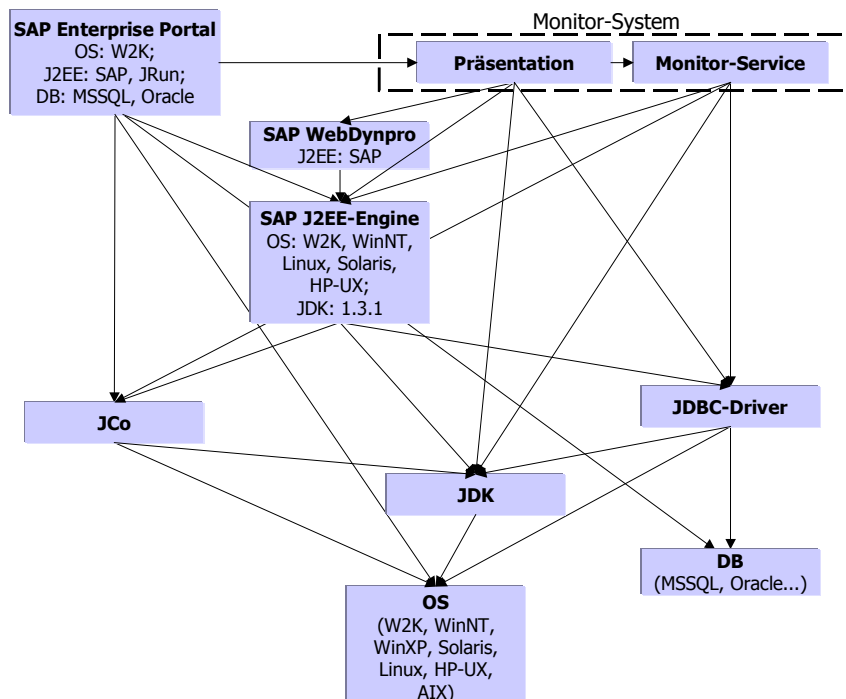 Monitor-System
SAP Enterprise Portal
OS: W2K;
J2EE: SAP, JRun;
DB: MSSQL, Oracle
Präsentation
Monitor-Service
SAP WebDynpro
J2EE: SAP
SAP J2EE-Engine
OS: W2K, WinNT,
Linux, Solaris,
HP-UX;
JDK: 1.3.1
JCo
JDBC-Driver
JDK
DB
(MSSQL, Oracle...)
OS
(W2K, WinNT,
WinXP, Solaris,
Linux, HP-UX,
AIX)